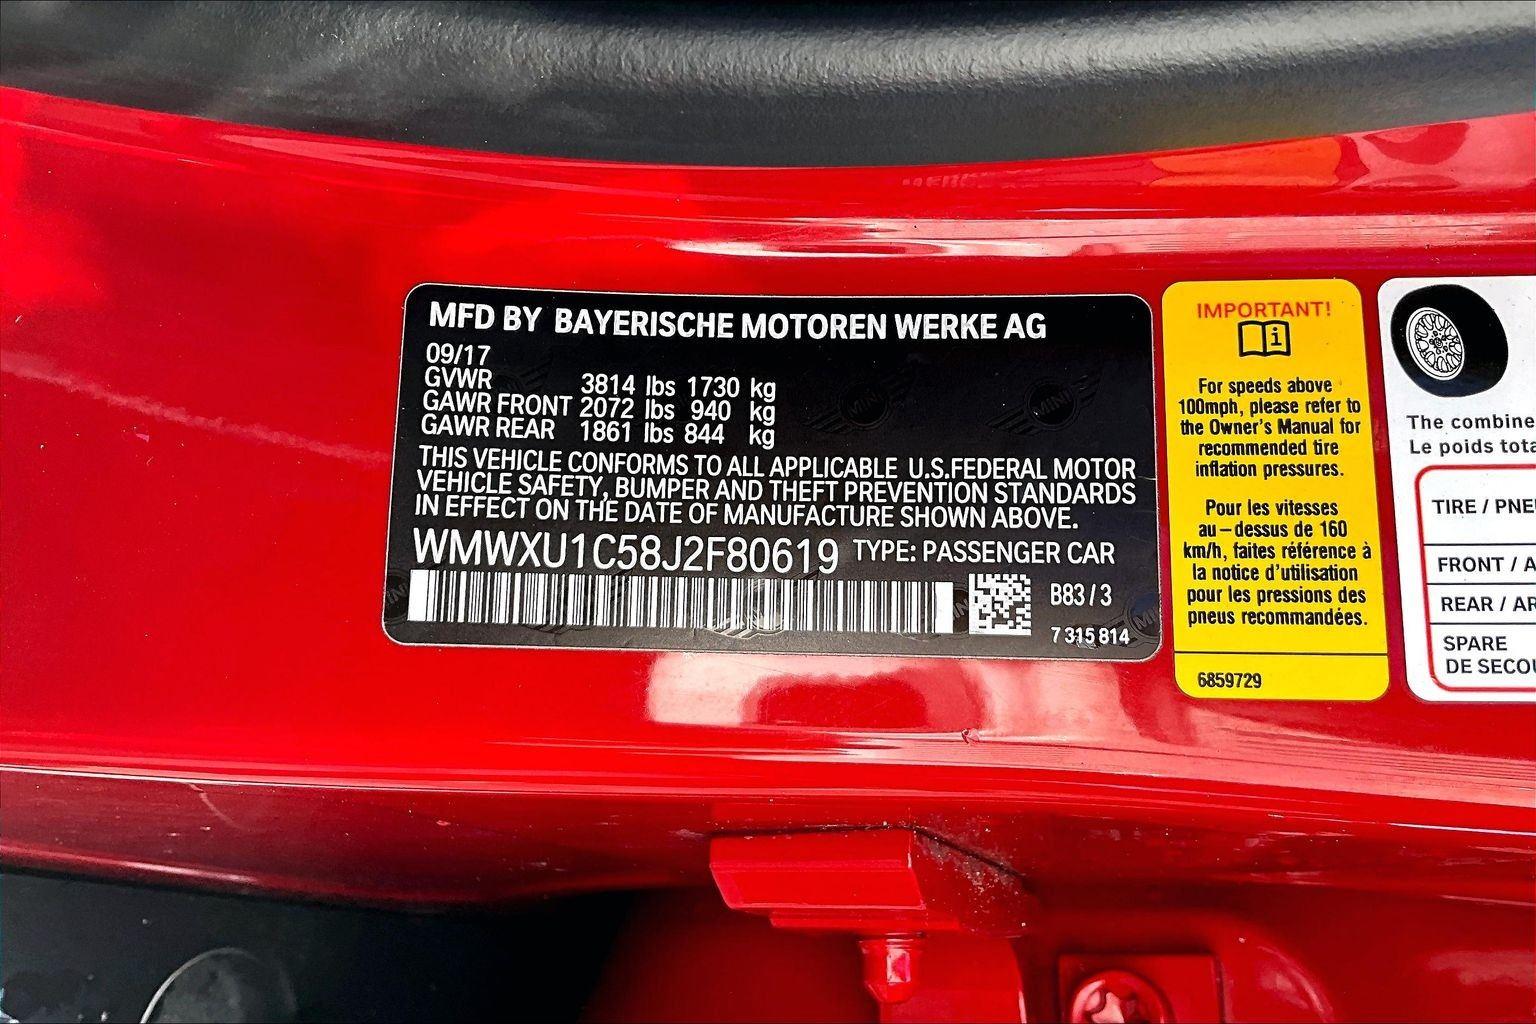 MFD BY BAYERISCHE MOTOREN WERKE AG
09/17
GVWR 3814 lbs 1730 kg
GAWR FRONT 2072 lbs 940 kg
GAWR REAR 1861 lbs 844 kg
THIS VEHICLE CONFORMS TO ALL APPLICABLE U.S.FEDERAL MOTOR
VEHICLE SAFETY, BUMPER AND THEFT PREVENTION STANDARDS
IN EFFECT ON THE DATE OF MANUFACTURE SHOWN ABOVE.
WMWXU1C58J2F80619 TYPE: PASSENGER CAR
B83/3
7 315 814
IMPORTANT!
For speeds above
100mph, please refer to
the Owner's Manual for
recommended tire
inflation pressures.
Pour les vitesses
au-dessus de 160
km/h, faites référence à
la notice d'utilisation
pour les pressions des
pneus recommandées.
6859729
The combine
Le poids tota
TIRE / PNE
FRONT / A
REAR / AR
SPARE
DE SECOU